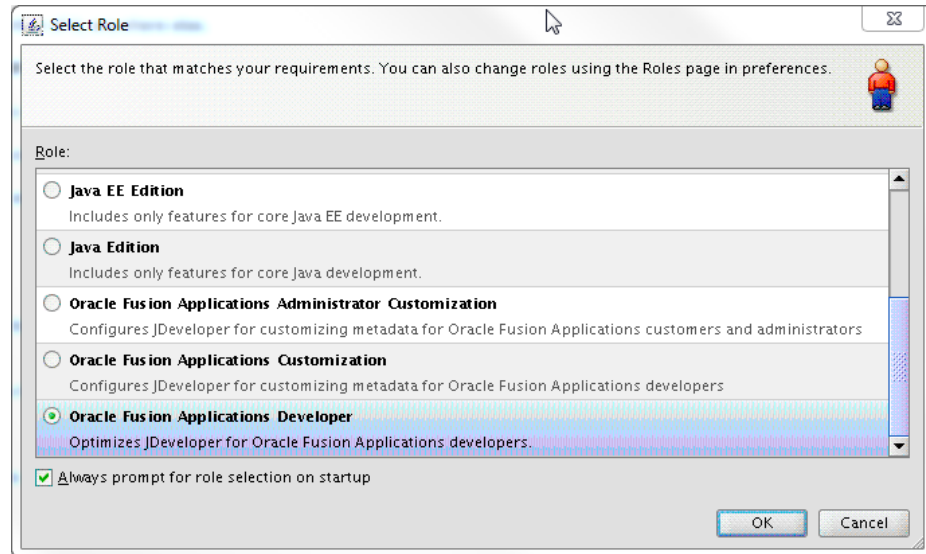 Select Role
Select the role that matches your requirements. You can also change roles using the Roles page in preferences.
Role:
Java EE Edition
Includes only features for core Java EE development.
Java Edition
Includes only features for core Java development.
Oracle Fusion Applications Administrator Customization
Configures JDeveloper for customizing metadata for Oracle Fusion Applications customers and administrators
Oracle Fusion Applications Customization
Configures JDeveloper for customizing metadata for Oracle Fusion Applications developers
Oracle Fusion Applications Developer
Optimizes JDeveloper for Oracle Fusion Applications developers.
Always prompt for role selection on startup
OK Cancel